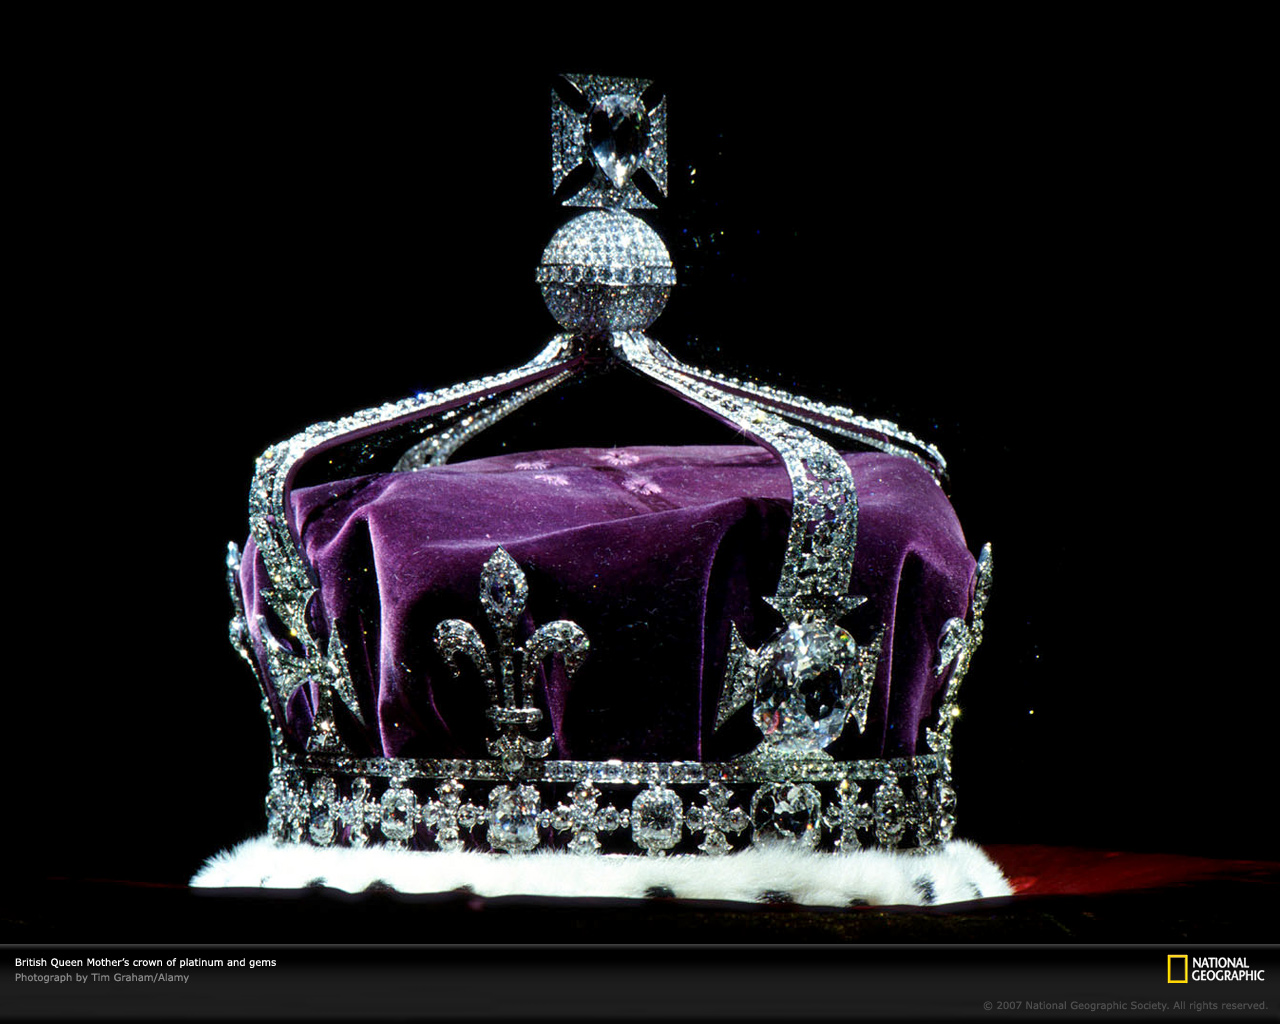 British Queen Mother's crown of platinum and gems
Photograph by Tim Graham/Alamy
NATIONAL
GEOGRAPHIC
© 2007 National Geographic Society. All rights reserved.